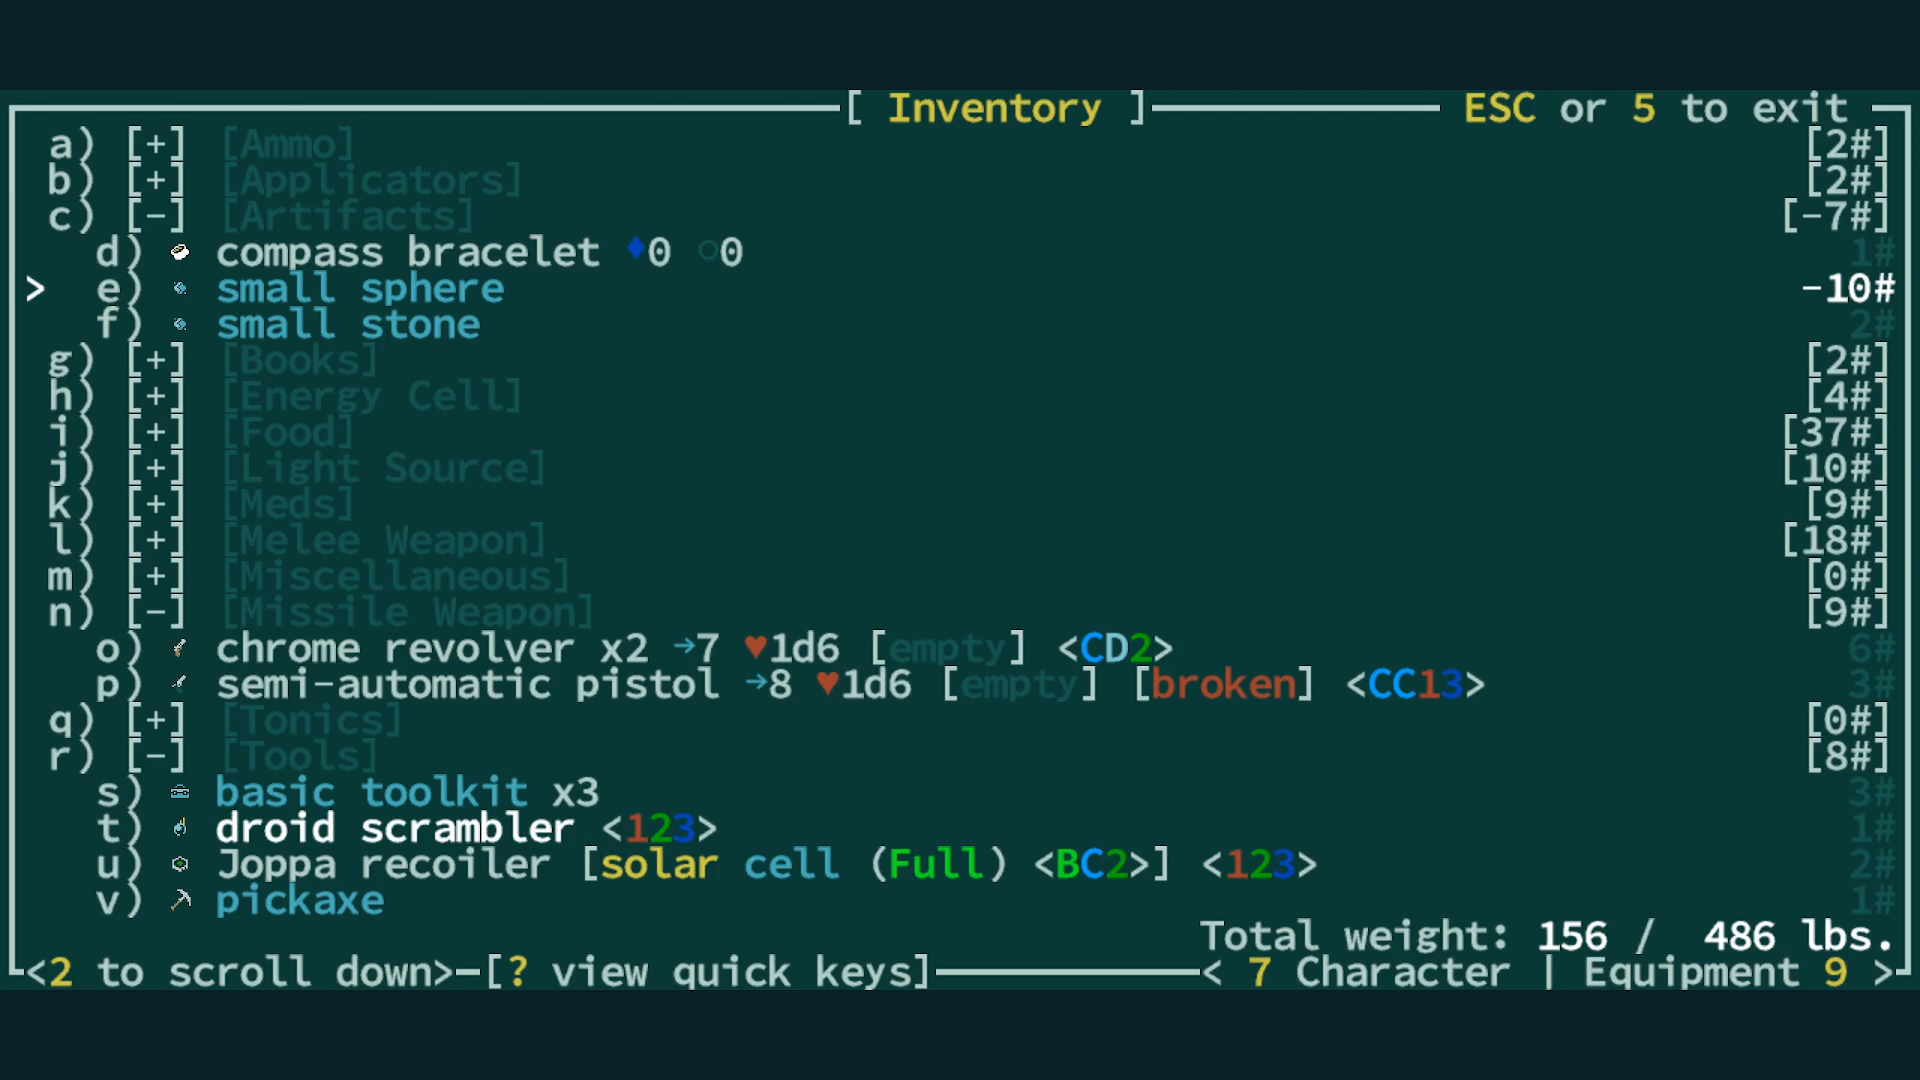 [ Inventory ] ESC or 5 to exit
a) [+] [Ammo] [2#]
b) [+] [Applicators] [2#]
c) [-] [Artifacts] [-7#]
d) compass bracelet ♦0 ○0 1#
> e) small sphere -10#
f) small stone 2#
g) [+] [Books] [2#]
h) [+] [Energy Cell] [4#]
i) [+] [Food] [37#]
j) [+] [Light Source] [10#]
k) [+] [Meds] [9#]
l) [+] [Melee Weapon] [18#]
m) [+] [Miscellaneous] [0#]
n) [-] [Missile Weapon] [9#]
o) chrome revolver x2 →7 ♥1d6 [empty] <CD2> 6#
p) semi-automatic pistol →8 ♥1d6 [empty] [broken] <CC13> 3#
q) [+] [Tonics] [0#]
r) [-] [Tools] [8#]
s) basic toolkit x3 3#
t) droid scrambler <123> 1#
u) Joppa recoiler [solar cell (Full) <BC2>] <123> 2#
v) pickaxe 1#
Total weight: 156 / 486 lbs.
<2 to scroll down> [? view quick keys] < 7 Character | Equipment 9 >